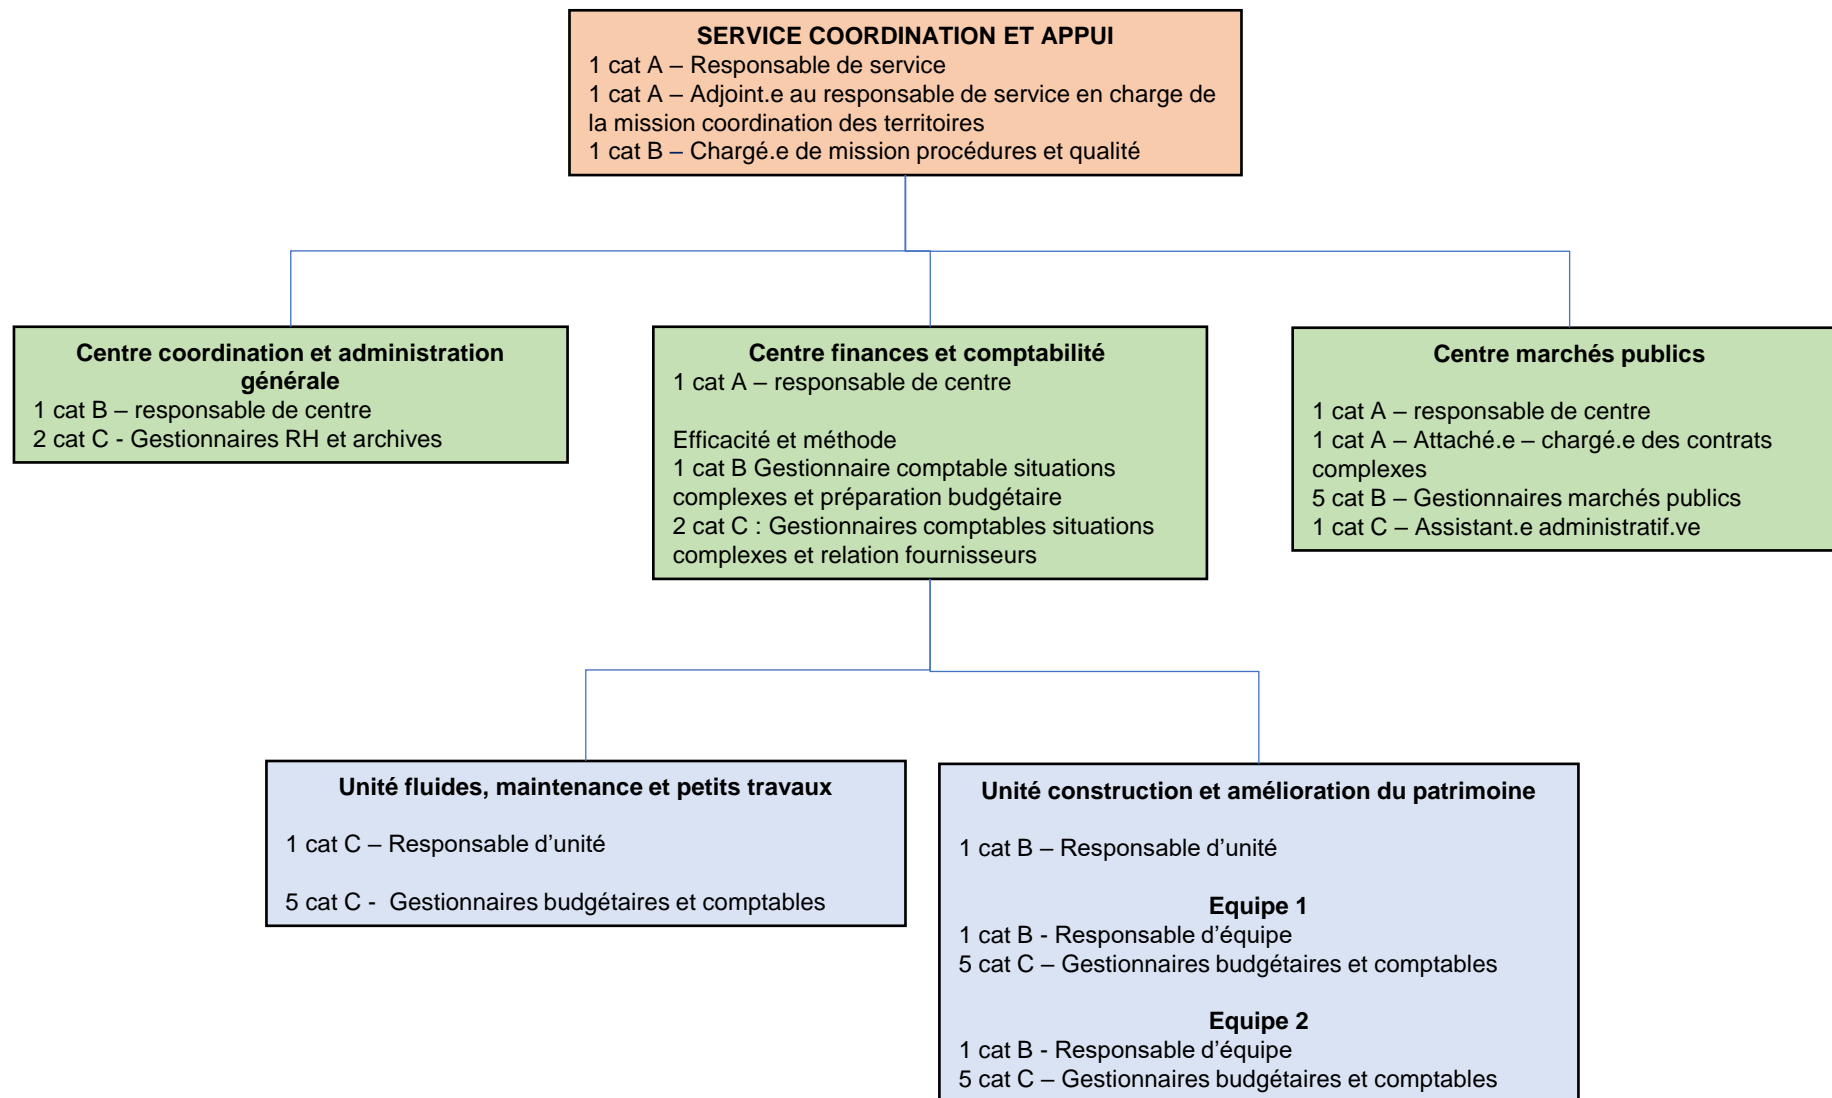 SERVICE COORDINATION ET APPUI
1 cat A – Responsable de service
1 cat A – Adjoint.e au responsable de service en charge de
la mission coordination des territoires
1 cat B – Chargé.e de mission procédures et qualité
Centre coordination et administration
générale
1 cat B – responsable de centre
2 cat C - Gestionnaires RH et archives
Centre finances et comptabilité
1 cat A – responsable de centre
Efficacité et méthode
1 cat B Gestionnaire comptable situations
complexes et préparation budgétaire
2 cat C : Gestionnaires comptables situations
complexes et relation fournisseurs
Centre marchés publics
1 cat A – responsable de centre
1 cat A – Attaché.e – chargé.e des contrats
complexes
5 cat B – Gestionnaires marchés publics
1 cat C – Assistant.e administratif.ve
Unité fluides, maintenance et petits travaux
1 cat C – Responsable d’unité
5 cat C - Gestionnaires budgétaires et comptables
Unité construction et amélioration du patrimoine
1 cat B – Responsable d’unité
Equipe 1
1 cat B - Responsable d’équipe
5 cat C – Gestionnaires budgétaires et comptables
Equipe 2
1 cat B - Responsable d’équipe
5 cat C – Gestionnaires budgétaires et comptables